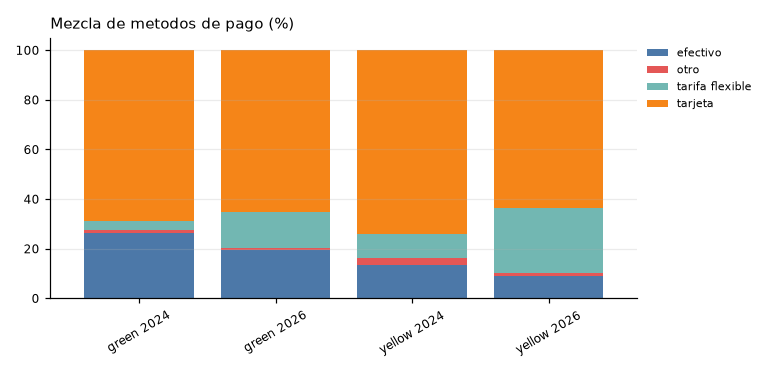 Mezcla de metodos de pago (%)
100
80
60
40
20
0
green 2024
green 2026
yellow 2024
yellow 2026
efectivo
otro
tarifa flexible
tarjeta